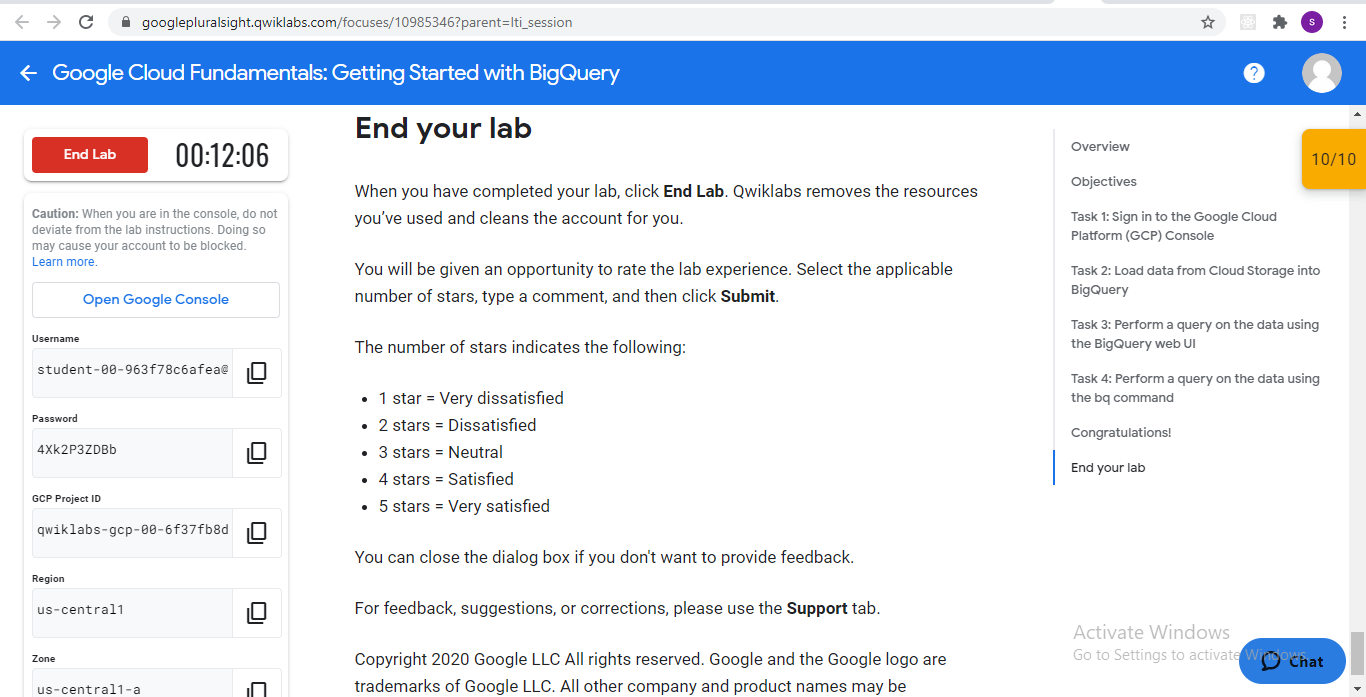 googlepluralsight.qwiklabs.com/focuses/10985346?parent=lti_session
S
Google Cloud Fundamentals: Getting Started with BigQuery
?
End Lab
00:12:06
Caution: When you are in the console, do not
deviate from the lab instructions. Doing so
may cause your account to be blocked.
Learn more.
Open Google Console
Username
student-00-963f78c6afea@
Password
4Xk2P3ZDBb
GCP Project ID
qwiklabs-gcp-00-6f37fb8d
Region
us-central1
Zone
us-central1-a
End your lab
When you have completed your lab, click End Lab. Qwiklabs removes the resources
you’ve used and cleans the account for you.
You will be given an opportunity to rate the lab experience. Select the applicable
number of stars, type a comment, and then click Submit.
The number of stars indicates the following:
• 1 star = Very dissatisfied
• 2 stars = Dissatisfied
• 3 stars = Neutral
• 4 stars = Satisfied
• 5 stars = Very satisfied
You can close the dialog box if you don't want to provide feedback.
For feedback, suggestions, or corrections, please use the Support tab.
Copyright 2020 Google LLC All rights reserved. Google and the Google logo are
trademarks of Google LLC. All other company and product names may be
Overview
Objectives
Task 1: Sign in to the Google Cloud
Platform (GCP) Console
Task 2: Load data from Cloud Storage into
BigQuery
Task 3: Perform a query on the data using
the BigQuery web UI
Task 4: Perform a query on the data using
the bq command
Congratulations!
End your lab
10/10
Activate Windows
Go to Settings to activate Windows.
Chat